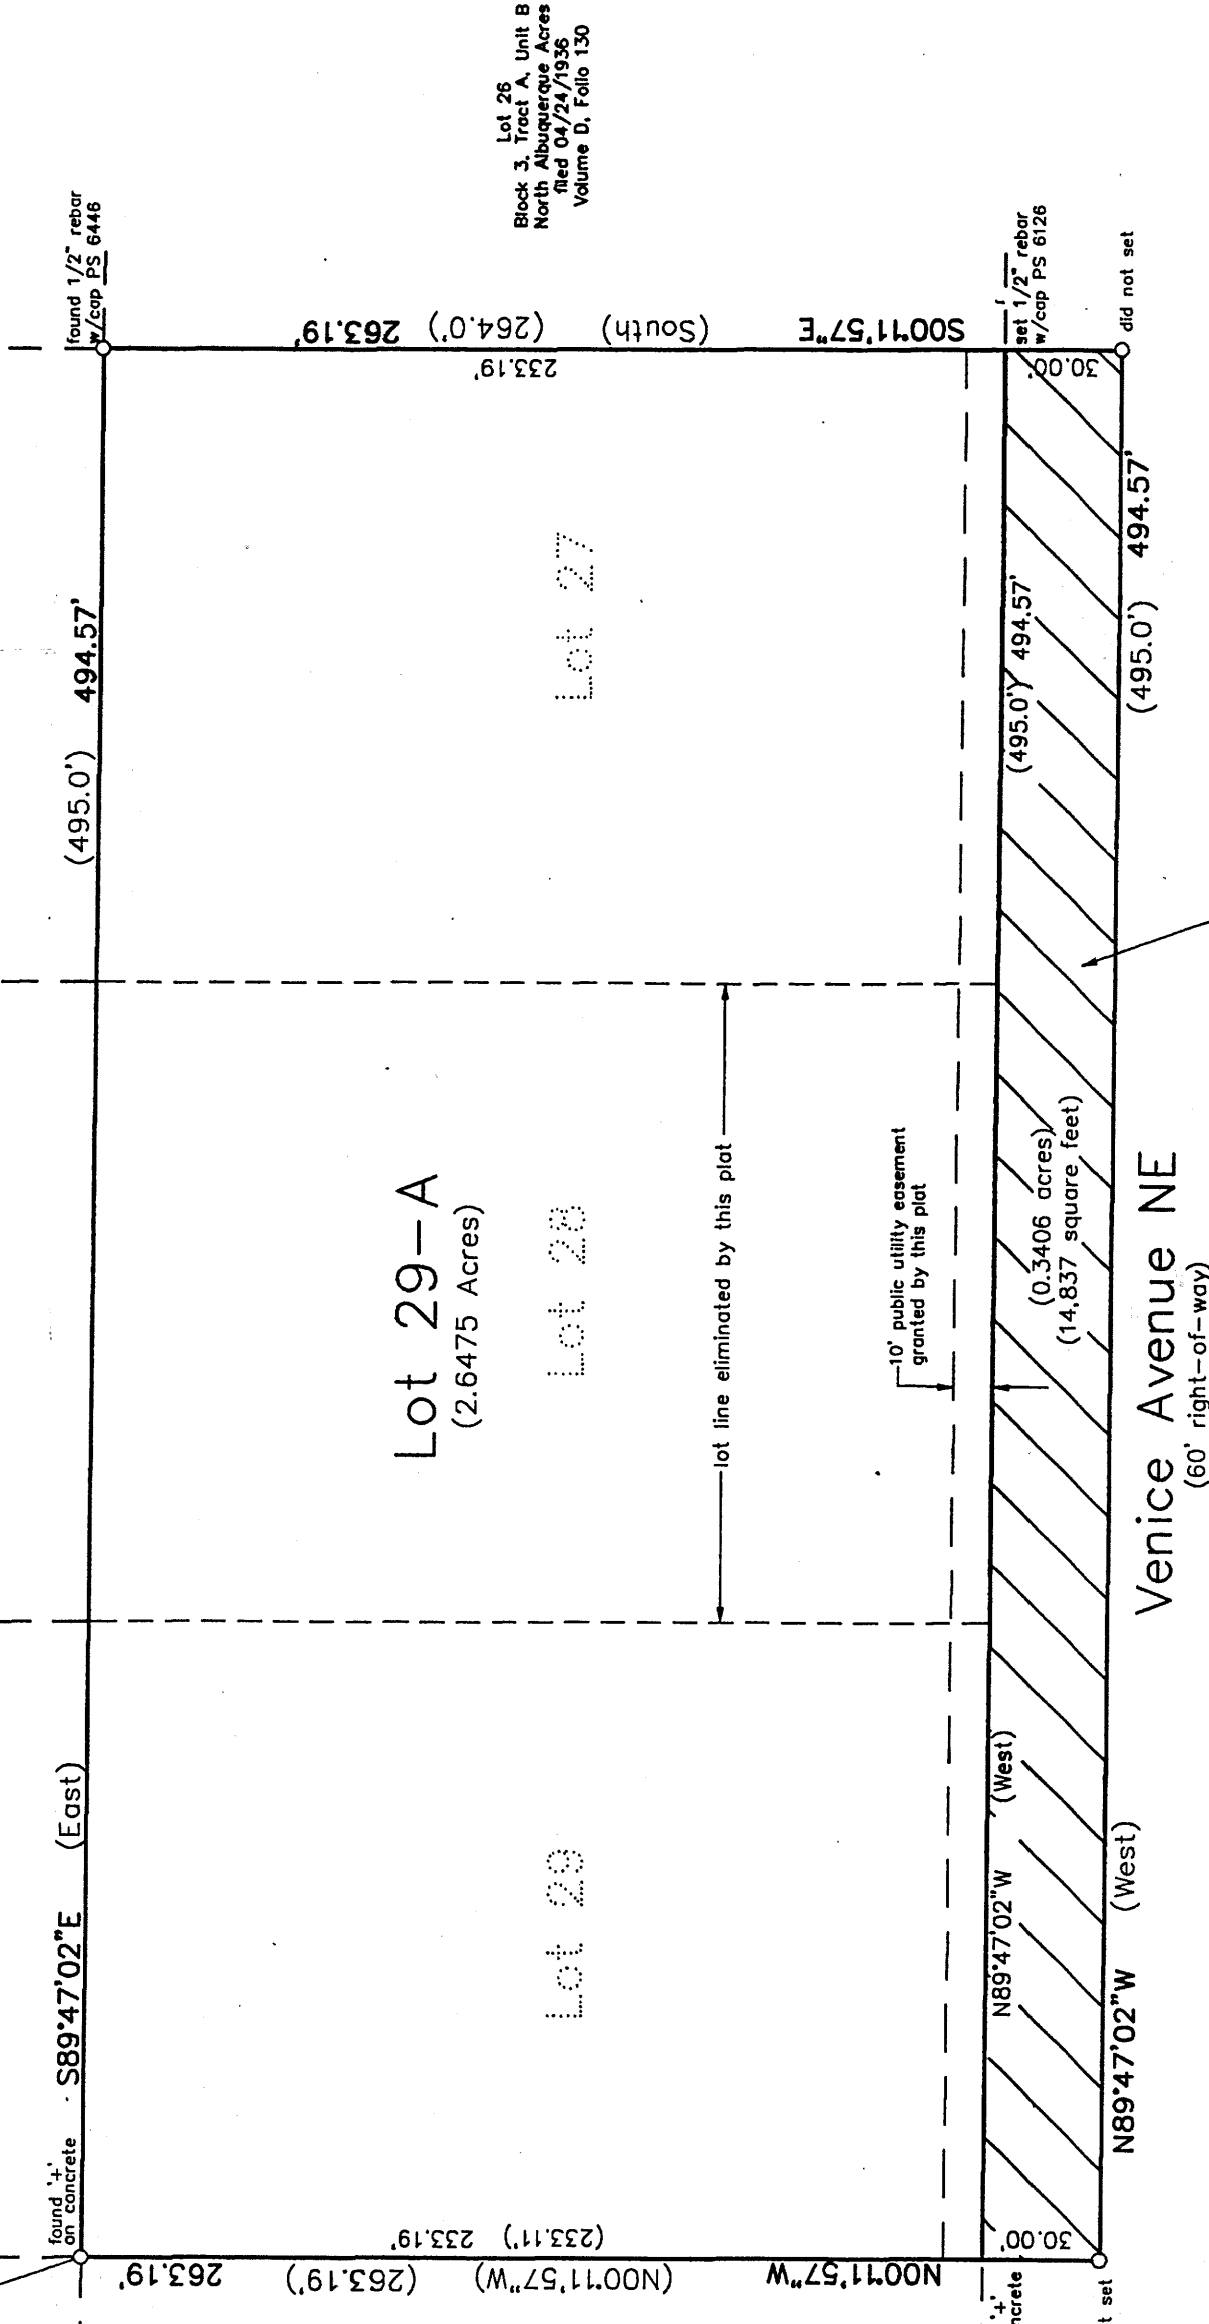 found '+'
on concrete
S89°47'02"E (East)
(495.0') 494.57'
found 1/2" rebar
w/cap PS 6446
Lot 26
Block 3, Tract A, Unit B
North Albuquerque Acres
filed 04/24/1936
Volume D, Folio 130
263.19'
(263.19')
(N00°11'57"W)
N00°11'57"W
233.19'
(233.11')
30.00'
Lot 29-A
(2.6475 Acres)
Lot 29
Lot 28
Lot 27
lot line eliminated by this plat
10' public utility easement
granted by this plat
263.19'
(264.0')
(South)
S00°11'57"E
233.19'
30.00'
set 1/2" rebar
w/cap PS 6126
did not set
N89°47'02"W (West)
(495.0') 494.57'
(0.3406 acres)
(14,837 square feet)
N89°47'02"W (West)
(495.0') 494.57'
Venice Avenue NE
(60' right-of-way)
'+'
set